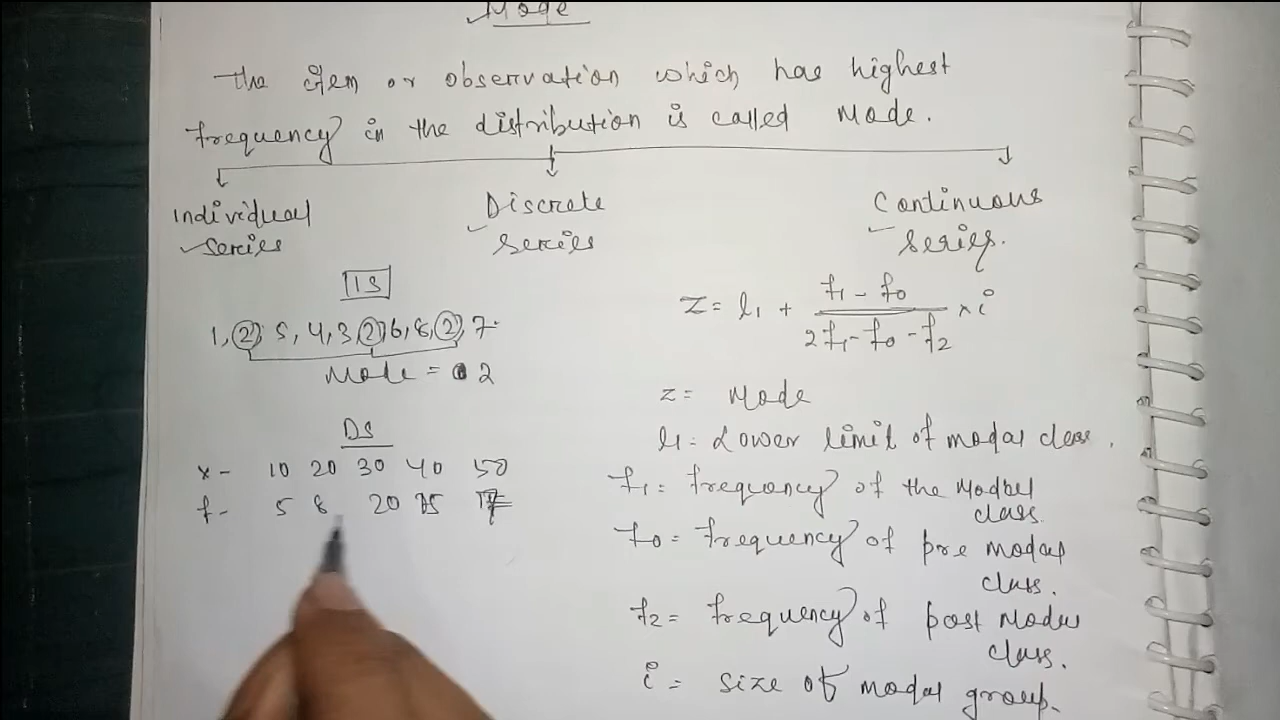 Mode
The item or observation which has highest
frequency in the distribution is called Mode.
Individual
Series
Discrete
Series
Continuous
Series.
IS
1, 2, 5, 4, 3 2, 6, 8, 2, 7.
Mode = 2
DS
x - 10 20 30 40 50
f - 5 8 20 15 17
z = l1 + f1 - f0 / 2f1 - f0 - f2 × i
z = Mode
l1 = Lower limit of modal class.
f1 = frequency of the Modal
class.
f0 = frequency of pre modal
class.
f2 = frequency of post Modal
class.
i = size of modal group.